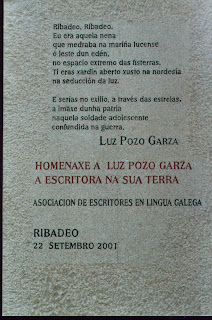 Ribadeo, Ribadeo.
Eu era aquela nena
que medraba na mariña lucense
ó leste dun edén,
no espacio extremo das fisterras.
Ti eras xardín aberto xusto na nordesía
na seducción da luz.
E serías no exilio, a través das estrelas,
a imaxe dunha patria
naquela soidade adolescente
confundida na guerra.
Luz Pozo Garza
HOMENAXE A LUZ POZO GARZA
A ESCRITORA NA SUA TERRA
ASOCIACION DE ESCRITORES EN LINGUA GALEGA
RIBADEO
22 SETEMBRO 2001